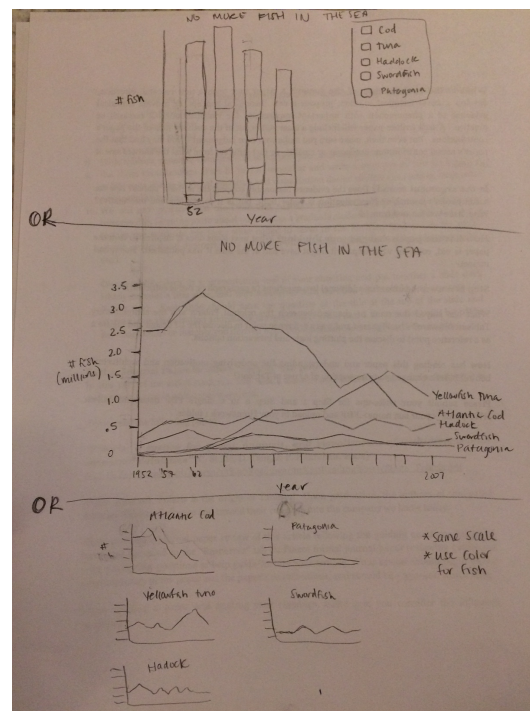 NO MORE FISH IN THE SEA
Cod
Tuna
Haddock
Swordfish
Patagonia
# Fish
52
Year
OR
NO MORE FISH IN THE SEA
3.5
3.0
2.5
2.0
1.5
1.0
.5
0
# Fish
(millions)
Yellowfish Tuna
Atlantic Cod
Hadock
Swordfish
Patagonia
1952 '57 '62 2007
year
OR
OR
Atlantic Cod
#
Patagonia
* Same scale
* Use Color
for Fish
Yellowfish tuna
Swordfish
Hadock